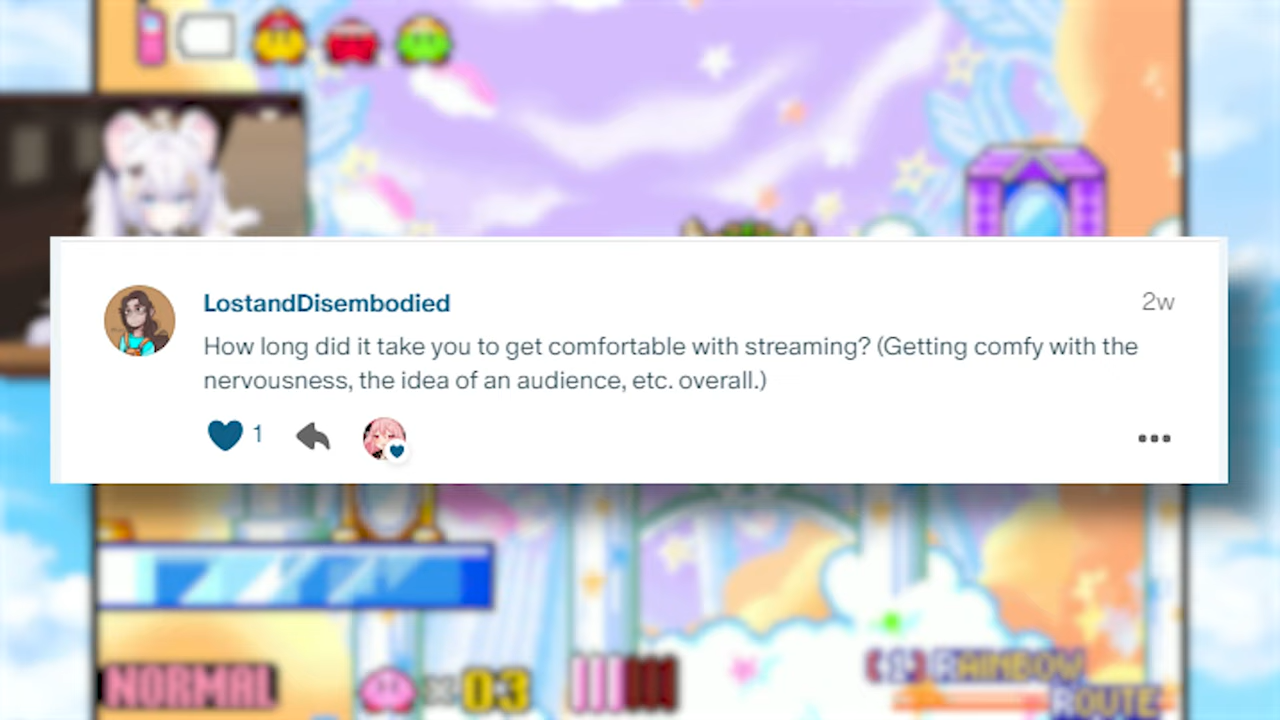 LostandDisembodied
2w
How long did it take you to get comfortable with streaming? (Getting comfy with the
nervousness, the idea of an audience, etc. overall.)
1
NORMAL
× 03
(1) RAINBOW
ROUTE